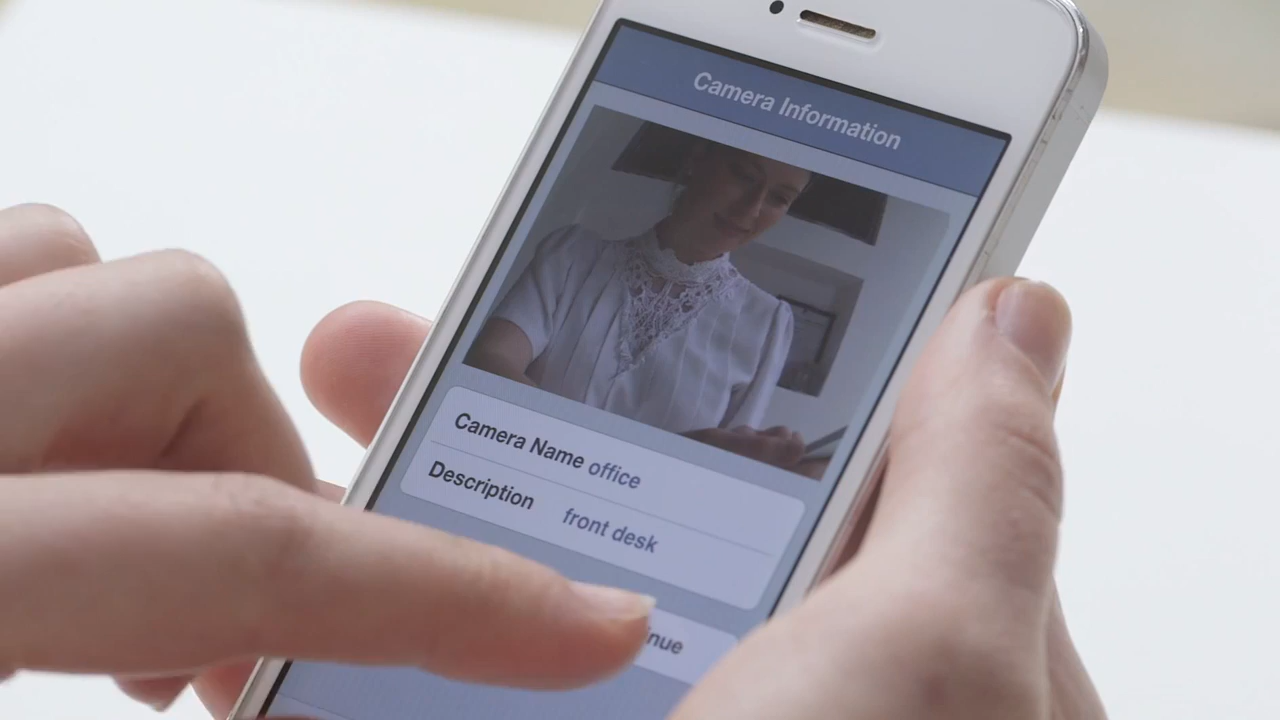 Camera Information
Camera Name office
Description front desk